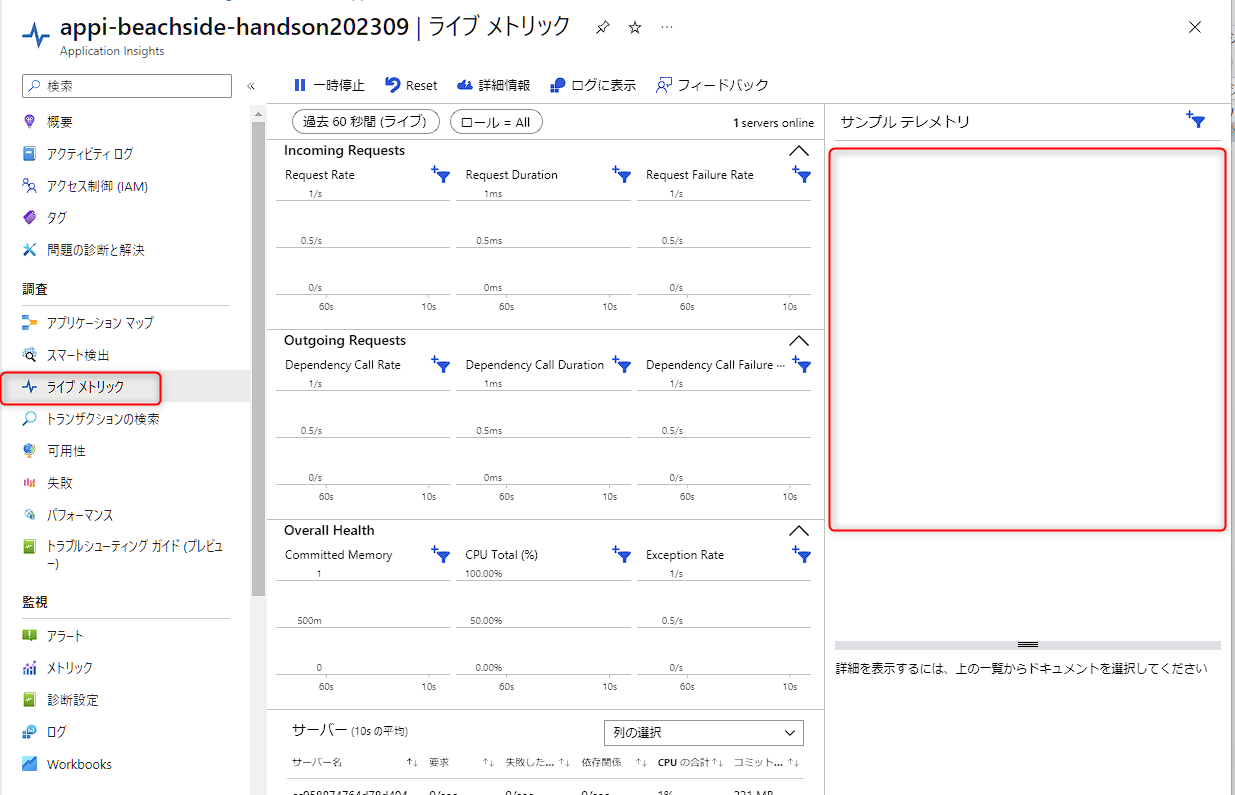 appi-beachside-handson202309 | ライブ メトリック
Application Insights
検索
概要
アクティビティ ログ
アクセス制御 (IAM)
タグ
問題の診断と解決
調査
アプリケーション マップ
スマート検出
ライブ メトリック
トランザクションの検索
可用性
失敗
パフォーマンス
トラブルシューティング ガイド (プレビュ
ー)
監視
アラート
メトリック
診断設定
ログ
Workbooks
一時停止 Reset 詳細情報 ログに表示 フィードバック
過去 60 秒間 (ライブ) ロール = All 1 servers online
Incoming Requests
Request Rate Request Duration Request Failure Rate
1/s 1ms 1/s
0.5/s 0.5ms 0.5/s
0/s 0ms 0/s
60s 10s 60s 10s 60s 10s
Outgoing Requests
Dependency Call Rate Dependency Call Duration Dependency Call Failure ···
1/s 1ms 1/s
0.5/s 0.5ms 0.5/s
0/s 0ms 0/s
60s 10s 60s 10s 60s 10s
Overall Health
Committed Memory CPU Total (%) Exception Rate
1 100.00% 1/s
500m 50.00% 0.5/s
0 0.00% 0/s
60s 10s 60s 10s 60s 10s
サーバー (10s の平均) 列の選択
サーバー名 ↑↓ 要求 ↑↓ 失敗した... ↑↓ 依存関係 ↑↓ CPU の合計 ↑↓ コミット... ↑↓
サンプル テレメトリ
詳細を表示するには、上の一覧からドキュメントを選択してください